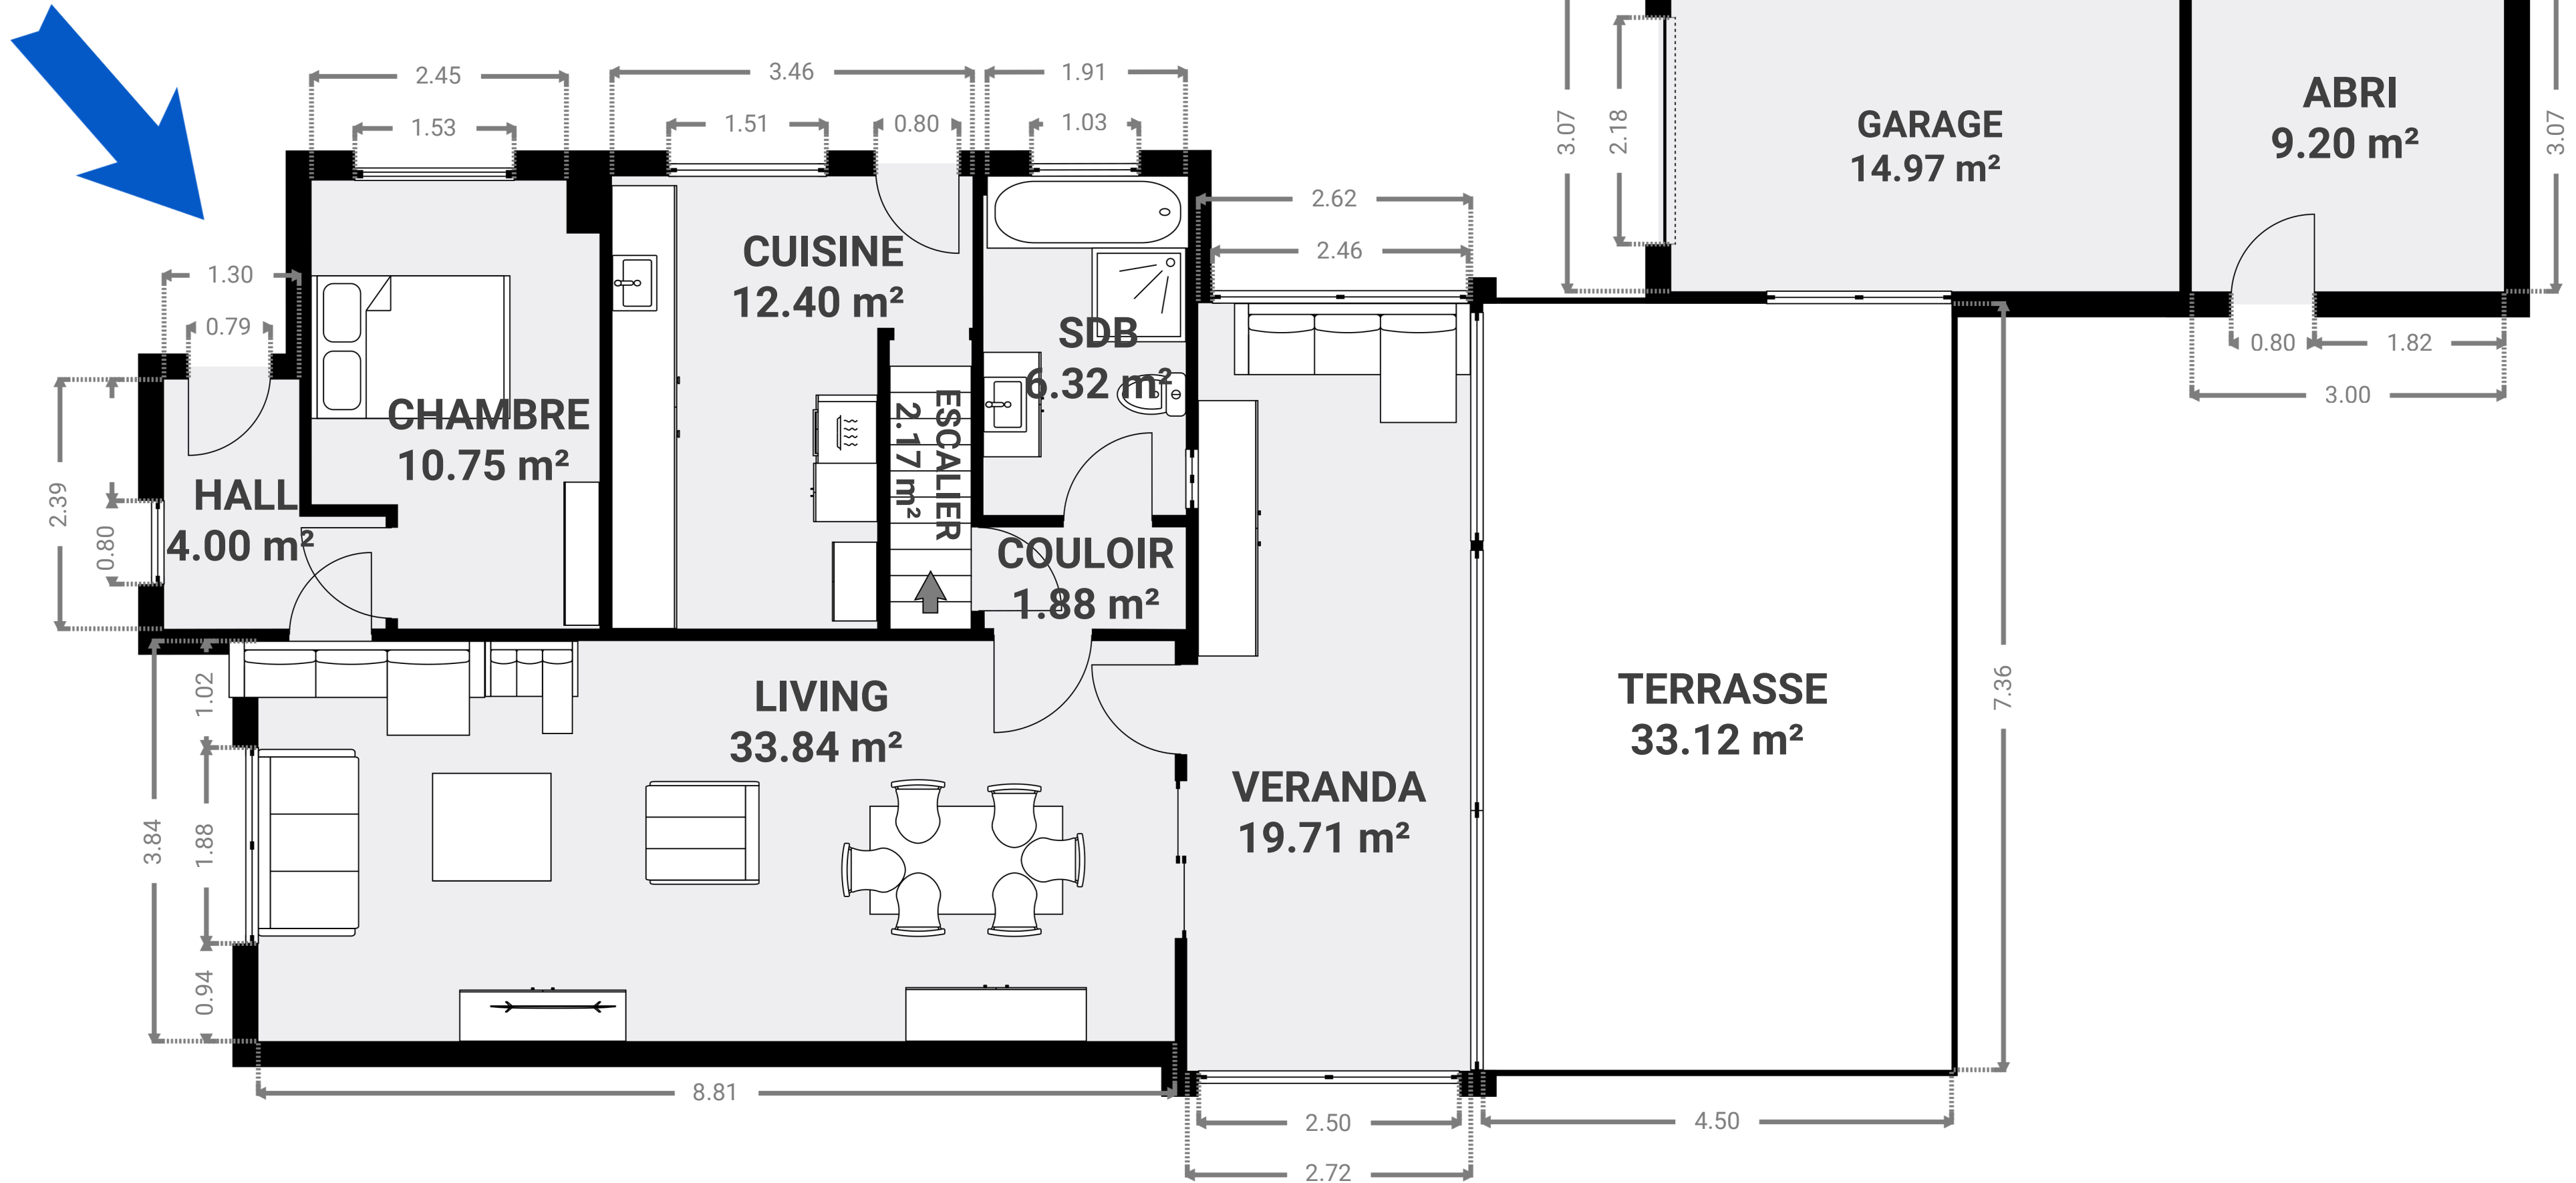 2.45
1.53
3.46
1.51
0.80
1.91
1.03
3.07
2.18
GARAGE
14.97 m²
ABRI
9.20 m²
3.07
2.62
2.46
1.30
0.79
CUISINE
12.40 m²
SDB
6.32 m²
0.80
1.82
3.00
CHAMBRE
10.75 m²
ESCALIER
2.17 m²
HALL
4.00 m²
2.39
0.80
COULOIR
1.88 m²
LIVING
33.84 m²
TERRASSE
33.12 m²
7.36
VERANDA
19.71 m²
1.02
3.84
1.88
0.94
8.81
2.50
4.50
2.72